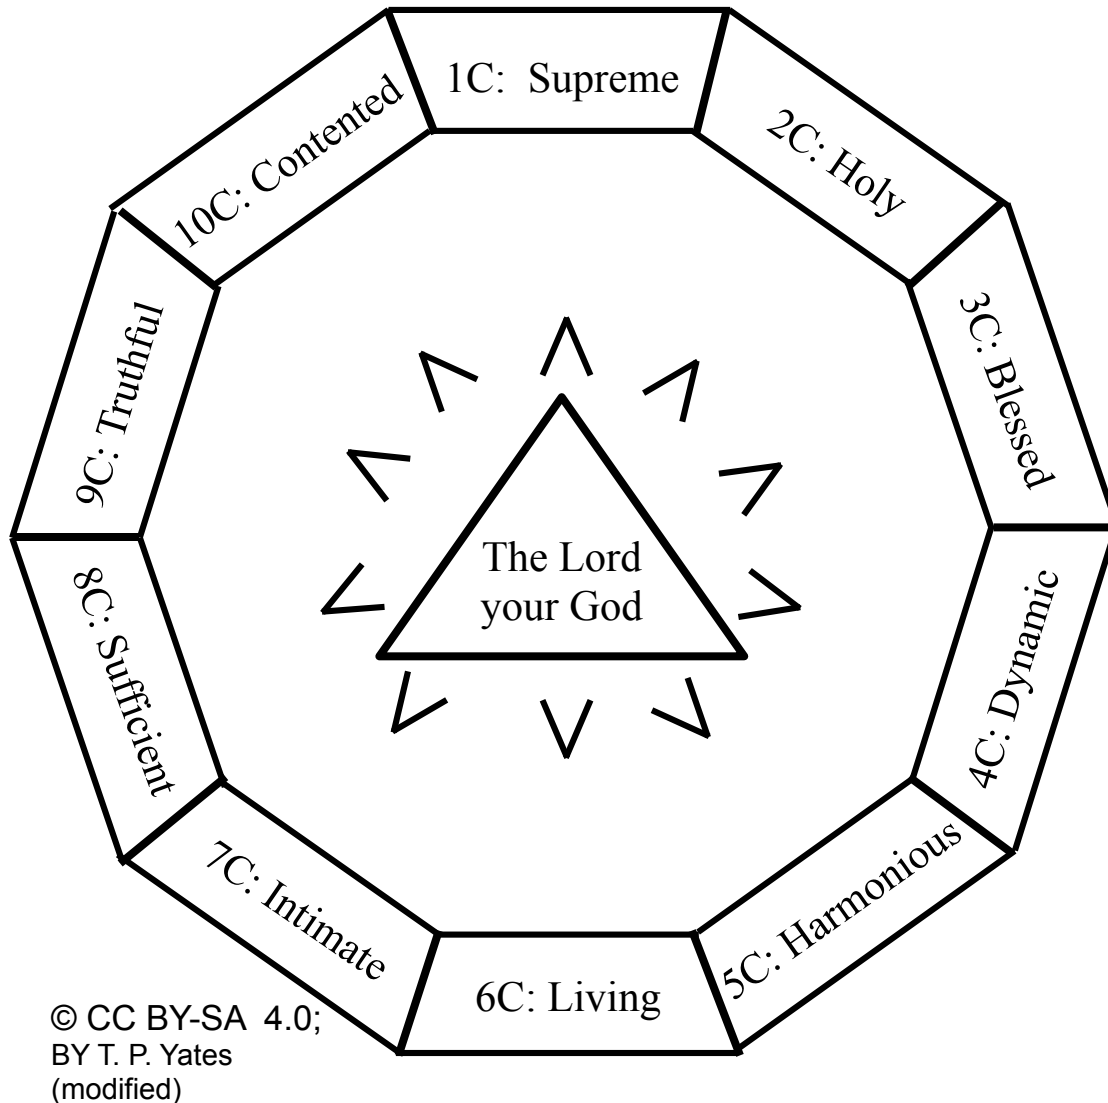 1C: Supreme
2C: Holy
3C: Blessed
4C: Dynamic
5C: Harmonious
6C: Living
7C: Intimate
8C: Sufficient
9C: Truthful
10C: Contented
The Lord
your God
© CC BY-SA 4.0;
BY T. P. Yates
(modified)